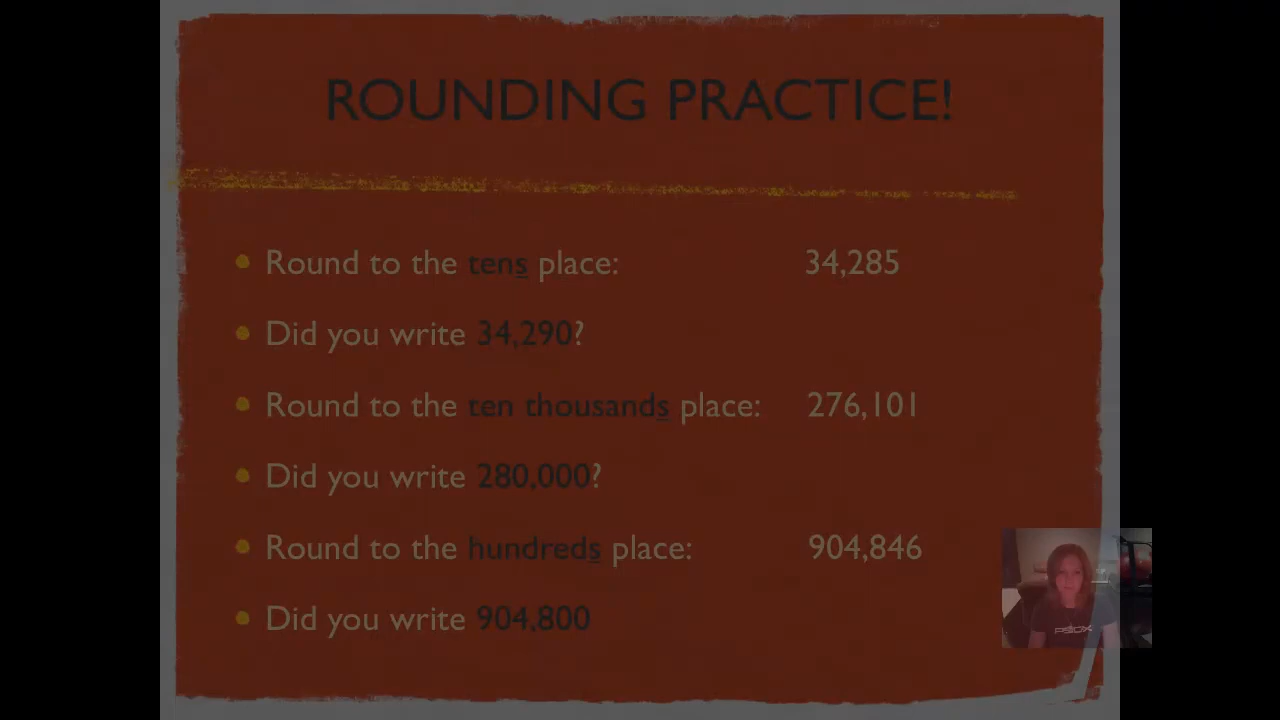 ROUNDING PRACTICE!
Round to the tens place: 34,285
Did you write 34,290?
Round to the ten thousands place: 276,101
Did you write 280,000?
Round to the hundreds place: 904,846
Did you write 904,800